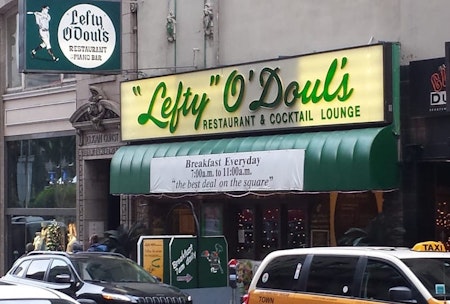 Lefty
O'Doul's
RESTAURANT
PIANO BAR
"Lefty" O'Doul's
RESTAURANT & COCKTAIL LOUNGE
Breakfast Everyday
7:00a.m. to 11:00a.m.
"the best deal on the square"
TAXI
TOWN